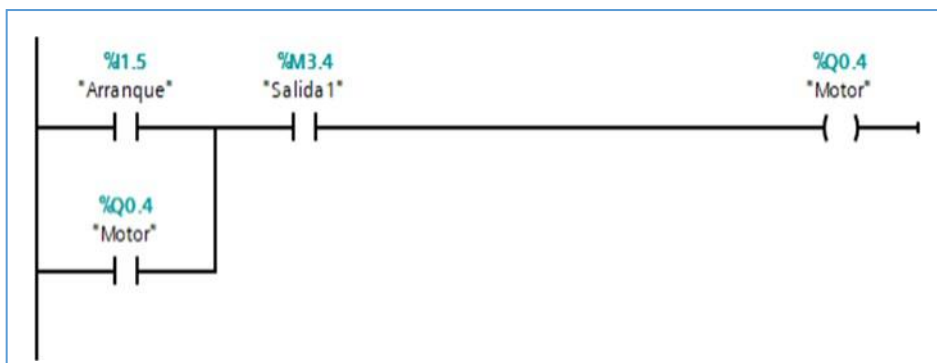 %I1.5
"Arranque"
%M3.4
"Salida1"
%Q0.4
"Motor"
%Q0.4
"Motor"